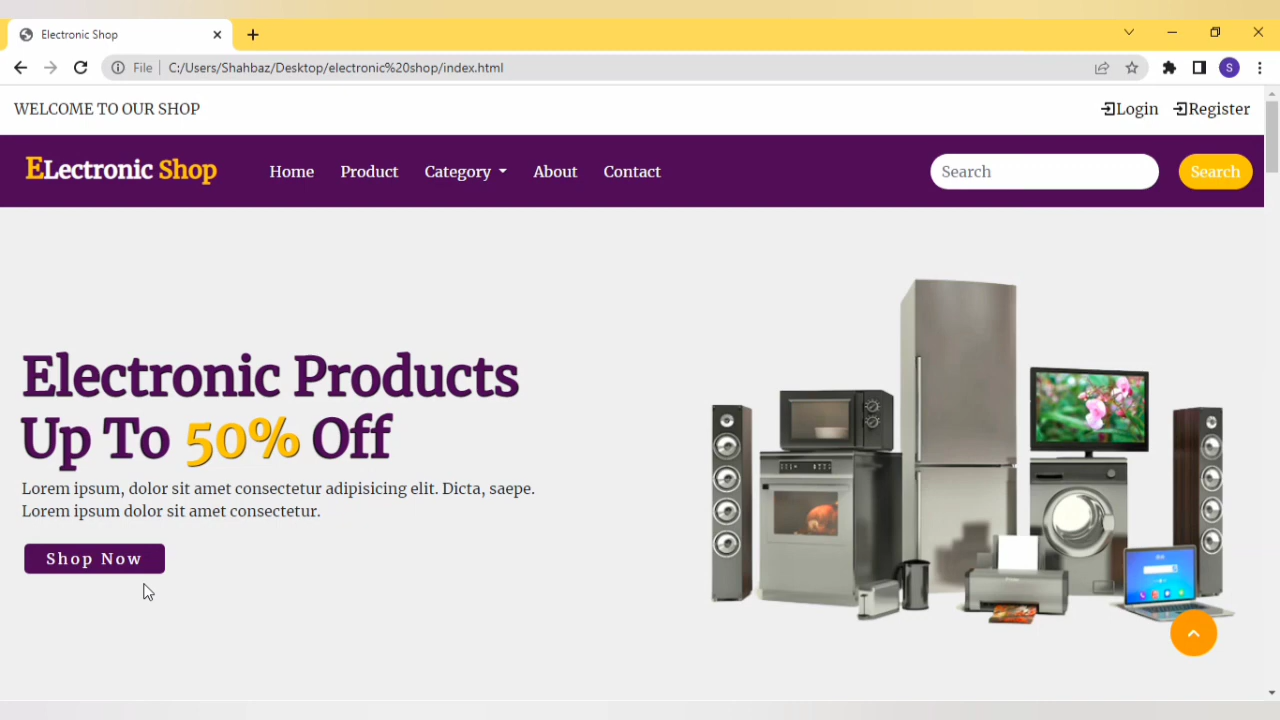 Electronic Shop
File
C:/Users/Shahbaz/Desktop/electronic%20shop/index.html
S
WELCOME TO OUR SHOP
Login
Register
ELectronic Shop
Home
Product
Category
About
Contact
Search
Search
Electronic Products
Up To 50% Off
Lorem ipsum, dolor sit amet consectetur adipisicing elit. Dicta, saepe.
Lorem ipsum dolor sit amet consectetur.
Shop Now